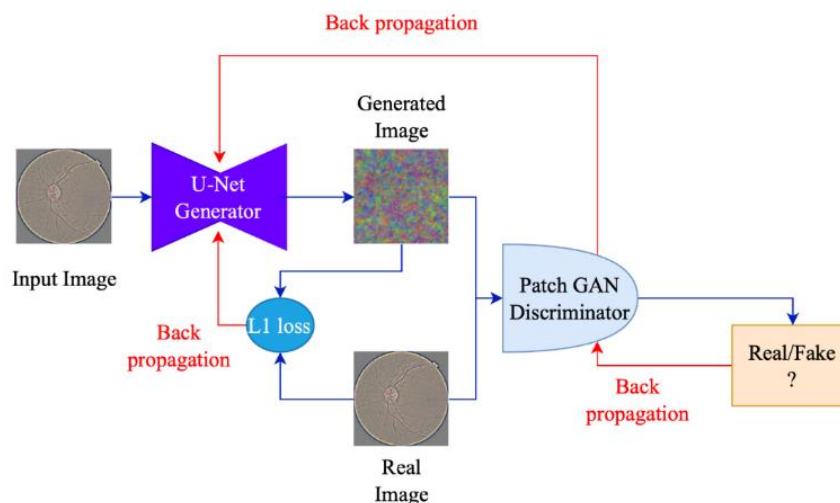 Back propagation
Generated
Image
U-Net
Generator
Input Image
Patch GAN
Discriminator
L1 loss
Back
propagation
Real/Fake
?
Back
propagation
Real
Image